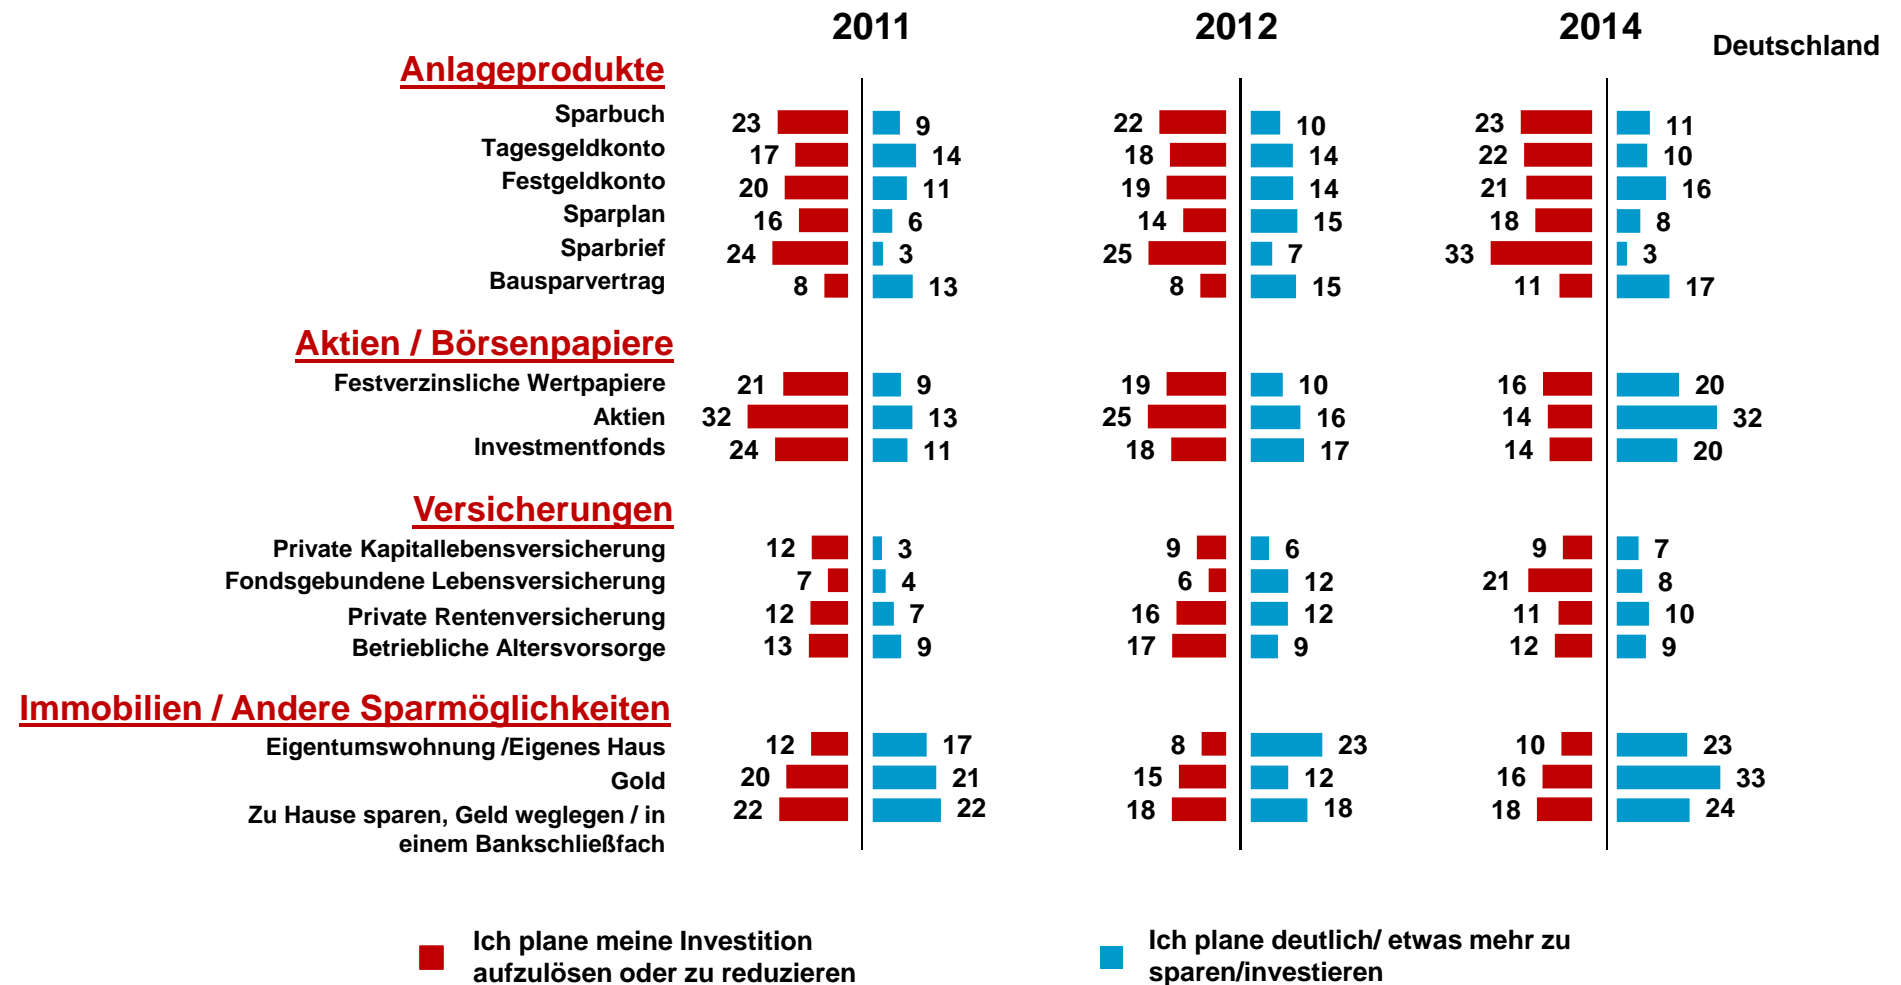 2011 2012 2014 Deutschland
Anlageprodukte
Sparbuch 23 9 22 10 23 11
Tagesgeldkonto 17 14 18 14 22 10
Festgeldkonto 20 11 19 14 21 16
Sparplan 16 6 14 15 18 8
Sparbrief 24 3 25 7 33 3
Bausparvertrag 8 13 8 15 11 17
Aktien / Börsenpapiere
Festverzinsliche Wertpapiere 21 9 19 10 16 20
Aktien 32 13 25 16 14 32
Investmentfonds 24 11 18 17 14 20
Versicherungen
Private Kapitallebensversicherung 12 3 9 6 9 7
Fondsgebundene Lebensversicherung 7 4 6 12 21 8
Private Rentenversicherung 12 7 16 12 11 10
Betriebliche Altersvorsorge 13 9 17 9 12 9
Immobilien / Andere Sparmöglichkeiten
Eigentumswohnung /Eigenes Haus 12 17 8 23 10 23
Gold 20 21 15 12 16 33
Zu Hause sparen, Geld weglegen / in 22 22 18 18 18 24
einem Bankschließfach
Ich plane meine Investition
aufzulösen oder zu reduzieren
Ich plane deutlich/ etwas mehr zu
sparen/investieren